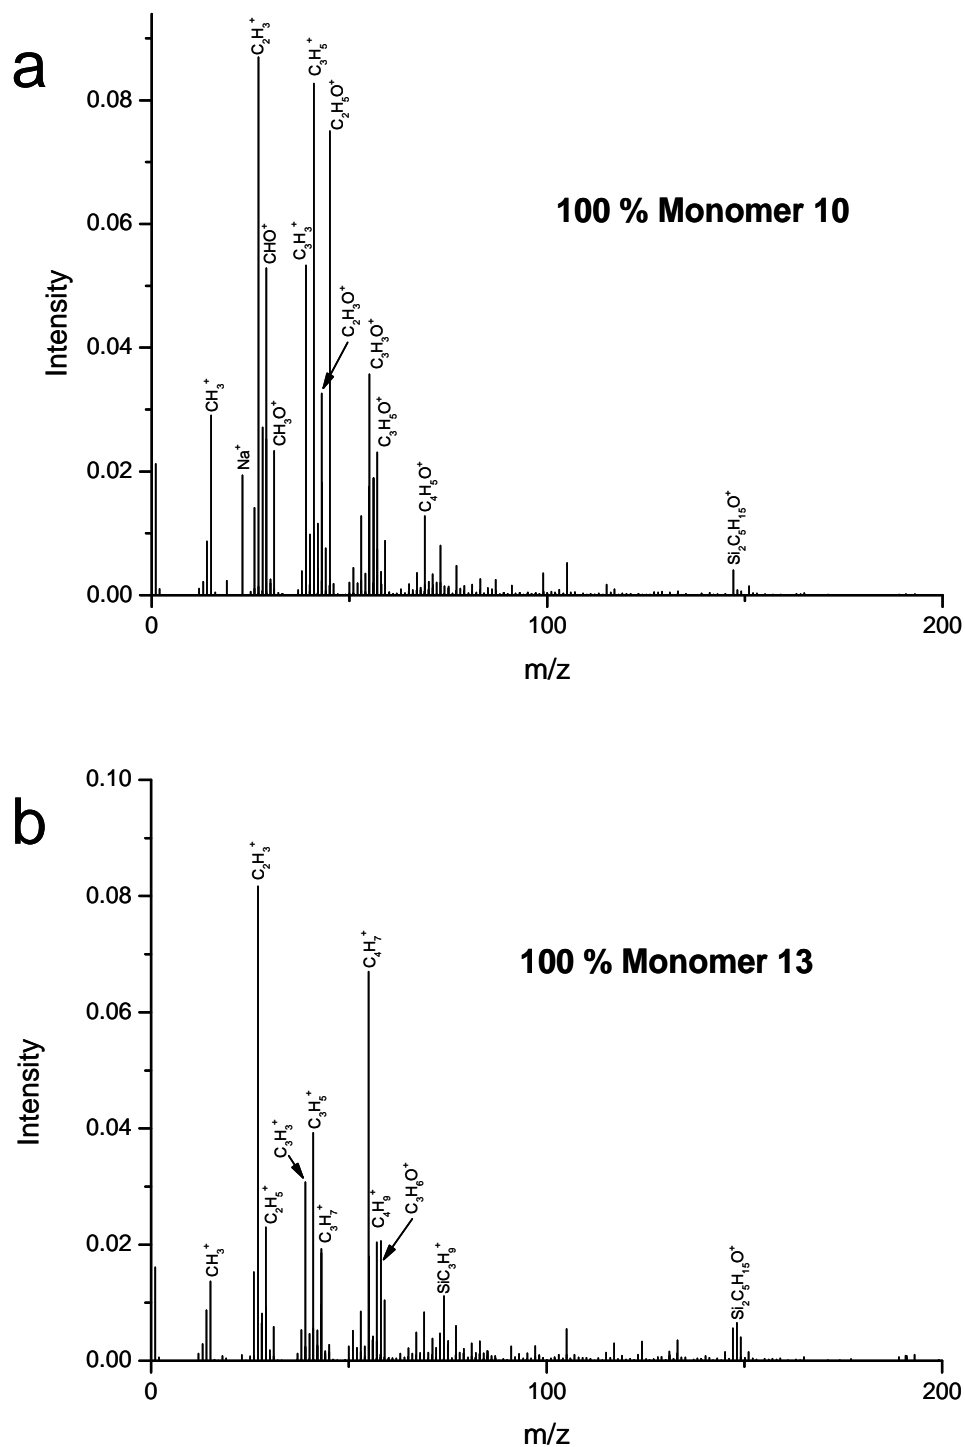 a
Intensity
0.08
0.06
0.04
0.02
0.00
0
100
200
m/z
100 % Monomer 10
CH₃⁺
Na⁺
C₂H₃⁺
CHO⁺
CH₃O⁺
C₃H₃⁺
C₃H₅⁺
C₂H₅O⁺
C₂H₃O⁺
C₃H₃O⁺
C₃H₅O⁺
C₄H₅O⁺
Si₂C₅H₁₅O⁺
b
Intensity
0.10
0.08
0.06
0.04
0.02
0.00
0
100
200
m/z
100 % Monomer 13
CH₃⁺
C₂H₃⁺
C₂H₅⁺
C₃H₃⁺
C₃H₅⁺
C₃H₇⁺
C₄H₇⁺
C₄H₉⁺
C₃H₆O⁺
SiC₃H₉⁺
Si₂C₅H₁₅O⁺